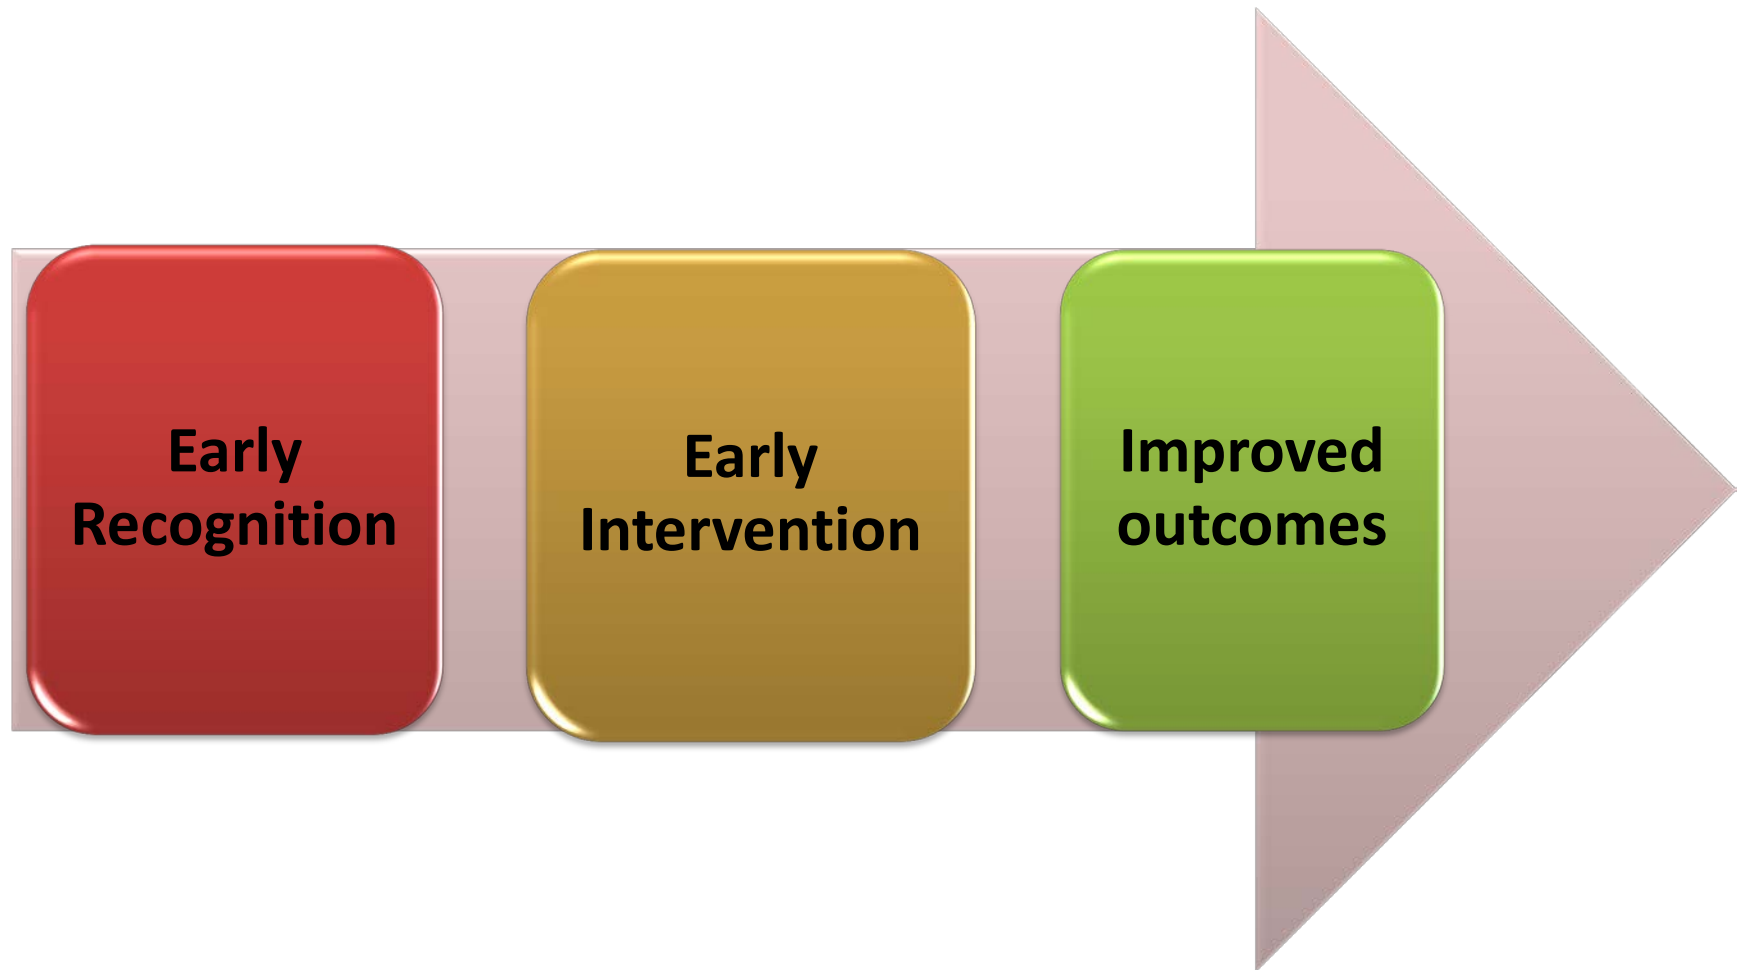 Early
Recognition
Early
Intervention
Improved
outcomes